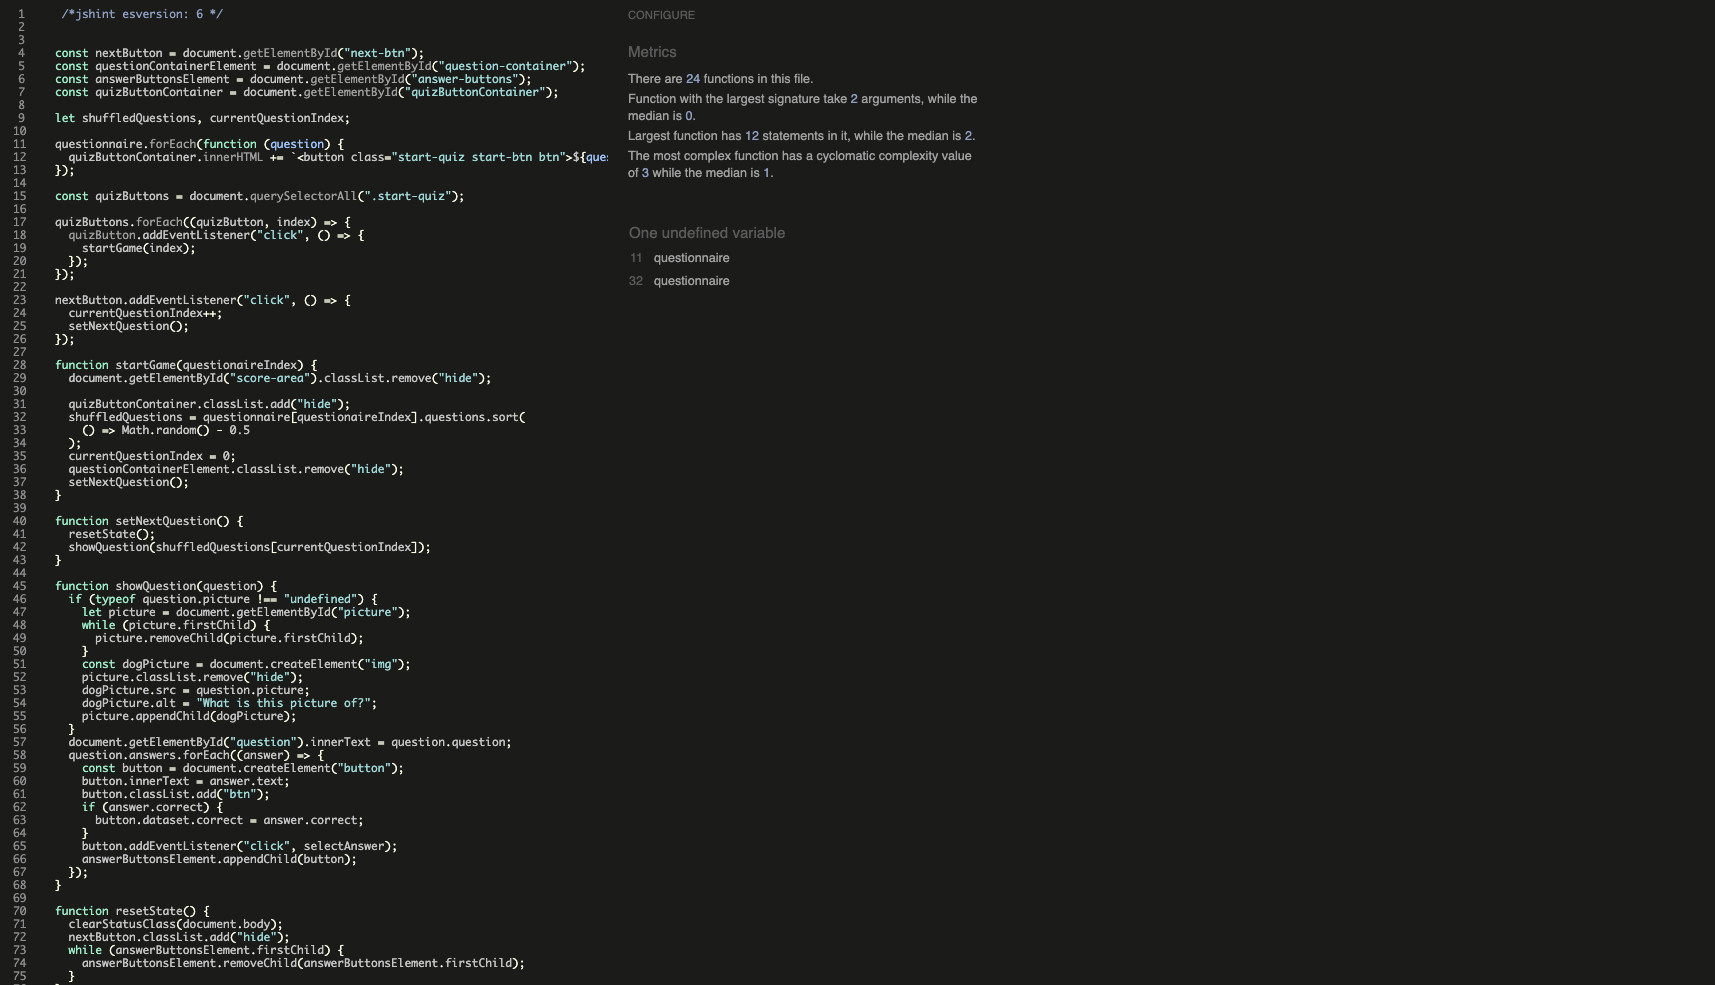 1 /*jshint esversion: 6 */
2
3
4 const nextButton = document.getElementById("next-btn");
5 const questionContainerElement = document.getElementById("question-container");
6 const answerButtonsElement = document.getElementById("answer-buttons");
7 const quizButtonContainer = document.getElementById("quizButtonContainer");
8
9 let shuffledQuestions, currentQuestionIndex;
10
11 questionnaire.forEach(function (question) {
12 quizButtonContainer.innerHTML += `<button class="start-quiz start-btn btn">${ques
13 });
14
15 const quizButtons = document.querySelectorAll(".start-quiz");
16
17 quizButtons.forEach((quizButton, index) => {
18 quizButton.addEventListener("click", () => {
19 startGame(index);
20 });
21 });
22
23 nextButton.addEventListener("click", () => {
24 currentQuestionIndex++;
25 setNextQuestion();
26 });
27
28 function startGame(questionaireIndex) {
29 document.getElementById("score-area").classList.remove("hide");
30
31 quizButtonContainer.classList.add("hide");
32 shuffledQuestions = questionnaire[questionaireIndex].questions.sort(
33 () => Math.random() - 0.5
34 );
35 currentQuestionIndex = 0;
36 questionContainerElement.classList.remove("hide");
37 setNextQuestion();
38 }
39
40 function setNextQuestion() {
41 resetState();
42 showQuestion(shuffledQuestions[currentQuestionIndex]);
43 }
44
45 function showQuestion(question) {
46 if (typeof question.picture !== "undefined") {
47 let picture = document.getElementById("picture");
48 while (picture.firstChild) {
49 picture.removeChild(picture.firstChild);
50 }
51 const dogPicture = document.createElement("img");
52 picture.classList.remove("hide");
53 dogPicture.src = question.picture;
54 dogPicture.alt = "What is this picture of?";
55 picture.appendChild(dogPicture);
56 }
57 document.getElementById("question").innerText = question.question;
58 question.answers.forEach((answer) => {
59 const button = document.createElement("button");
60 button.innerText = answer.text;
61 button.classList.add("btn");
62 if (answer.correct) {
63 button.dataset.correct = answer.correct;
64 }
65 button.addEventListener("click", selectAnswer);
66 answerButtonsElement.appendChild(button);
67 });
68 }
69
70 function resetState() {
71 clearStatusClass(document.body);
72 nextButton.classList.add("hide");
73 while (answerButtonsElement.firstChild) {
74 answerButtonsElement.removeChild(answerButtonsElement.firstChild);
75 }
CONFIGURE
Metrics
There are 24 functions in this file.
Function with the largest signature take 2 arguments, while the
median is 0.
Largest function has 12 statements in it, while the median is 2.
The most complex function has a cyclomatic complexity value
of 3 while the median is 1.
One undefined variable
11 questionnaire
32 questionnaire